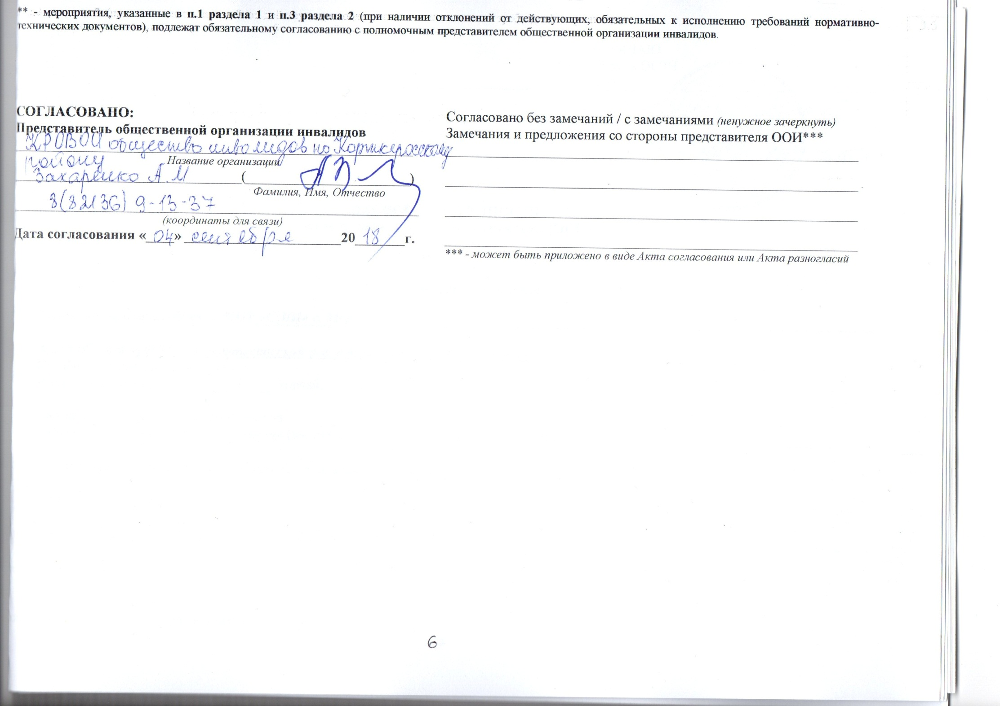 ** - мероприятия, указанные в п.1 раздела 1 и п.3 раздела 2 (при наличии отклонений от действующих, обязательных к исполнению требований нормативно-
технических документов), подлежат обязательному согласованию с полномочным представителем общественной организации инвалидов.
СОГЛАСОВАНО:
Представитель общественной организации инвалидов
КРОВОИ общество инвалидов по Корткеросскому
району
Название организации
Захаренко А.М ( )
Фамилия, Имя, Отчество
8(82136) 9-13-37
(координаты для связи)
Дата согласования «04» сентября 2018 г.
Согласовано без замечаний / с замечаниями (ненужное зачеркнуть)
Замечания и предложения со стороны представителя ООИ***
*** - может быть приложено в виде Акта согласования или Акта разногласий
6